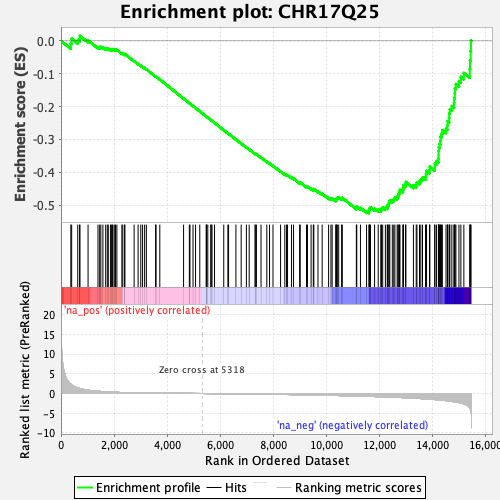 Enrichment plot: CHR17Q25
Enrichment score (ES)
0.0
-0.1
-0.2
-0.3
-0.4
-0.5
Ranked list metric (PreRanked)
'na_pos' (positively correlated)
20
15
10
5
0
-5
-10
Zero cross at 5318
'na_neg' (negatively correlated)
0 2,000 4,000 6,000 8,000 10,000 12,000 14,000 16,000
Rank in Ordered Dataset
Enrichment profile Hits Ranking metric scores